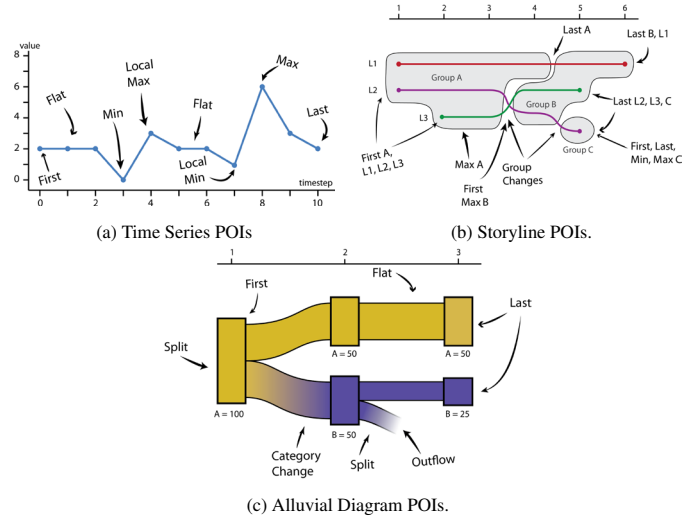 value
8
6
4
2
0
Flat
First
Min
Local
Max
Flat
Local
Min
Max
Last
timestep
0 2 4 6 8 10
(a) Time Series POIs
1 2 3 4 5 6
Last A
Last B, L1
L1
Group A
L2
Group B
L3
Last L2, L3, C
First A,
L1, L2, L3
Max A
First
Max B
Group
Changes
Group C
First, Last,
Min, Max C
(b) Storyline POIs.
1 2 3
First
Flat
Last
Split
A = 50
A = 50
A = 100
B = 50
B = 25
Category
Change
Split
Outflow
(c) Alluvial Diagram POIs.